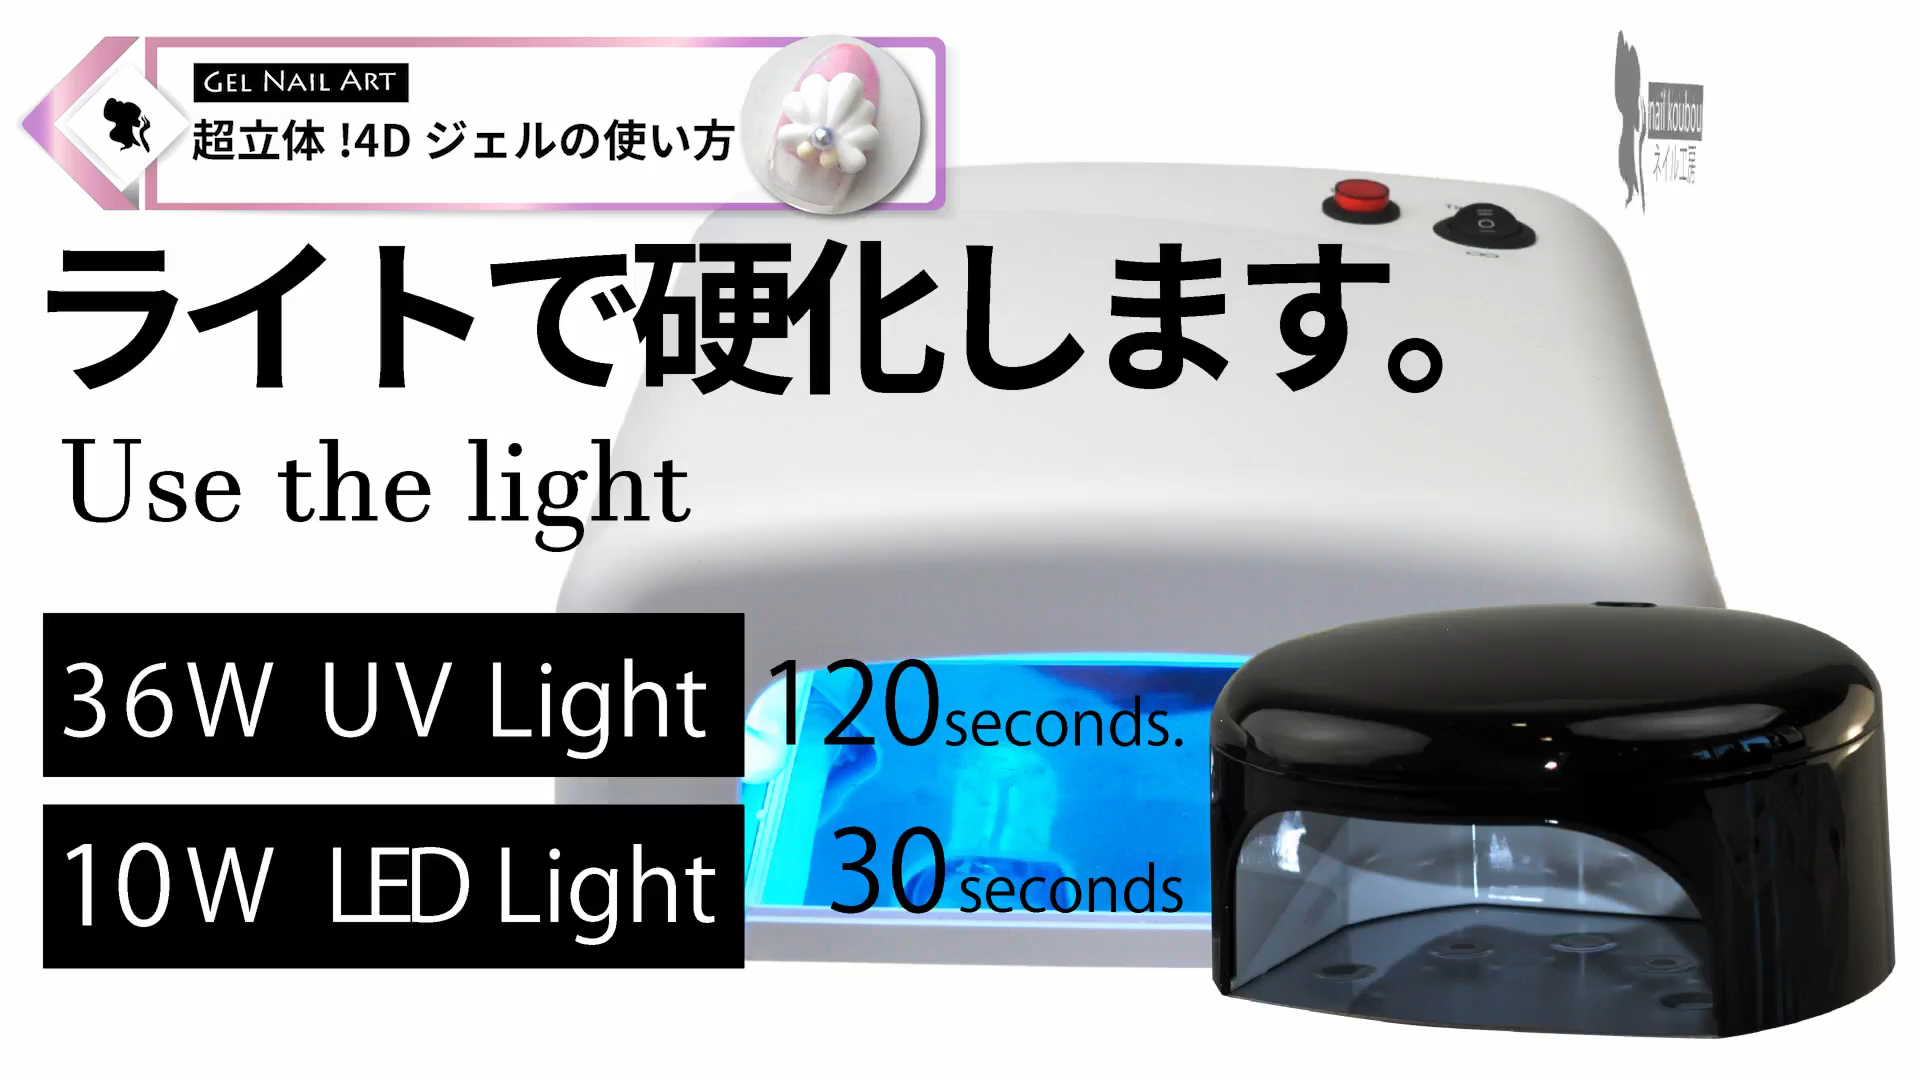 GEL NAIL ART
超立体!4D ジェルの使い方
nail koubou
ネイル工房
ライトで硬化します。
Use the light
36W UV Light 120seconds.
10W LED Light 30seconds